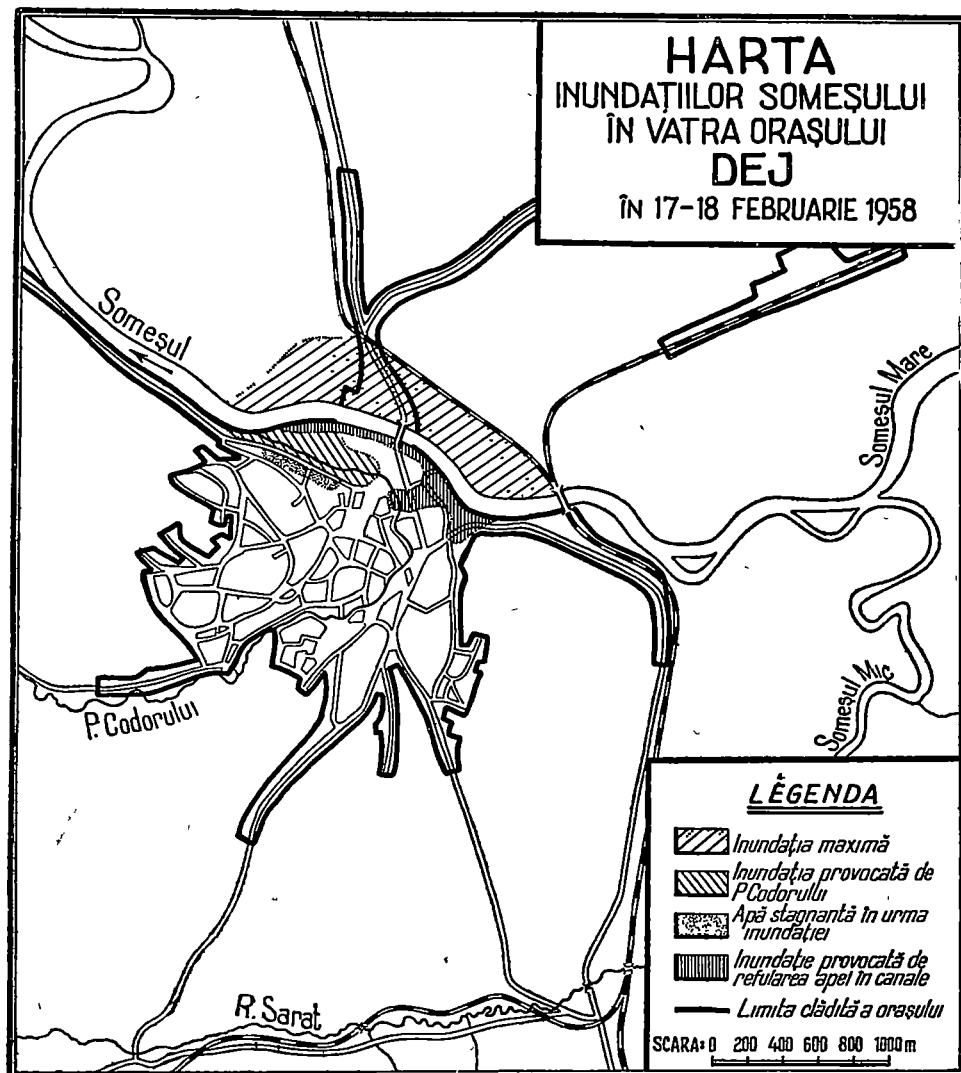 HARTA
INUNDAȚIILOR SOMEȘULUI
ÎN VATRA ORAȘULUI
DEJ
ÎN 17-18 FEBRUARIE 1958
Someșul
Someșul Mare
Someșul Mic
P. Codorului
R. Sarat
LEGENDA
Inundația maximă
Inundația provocată de
P.Codorului
Apă stagnantă în urma
inundației
Inundație provocată de
refularea apei în canale
Limita clădită a orașului
SCARA: 0 200 400 600 800 1000 m